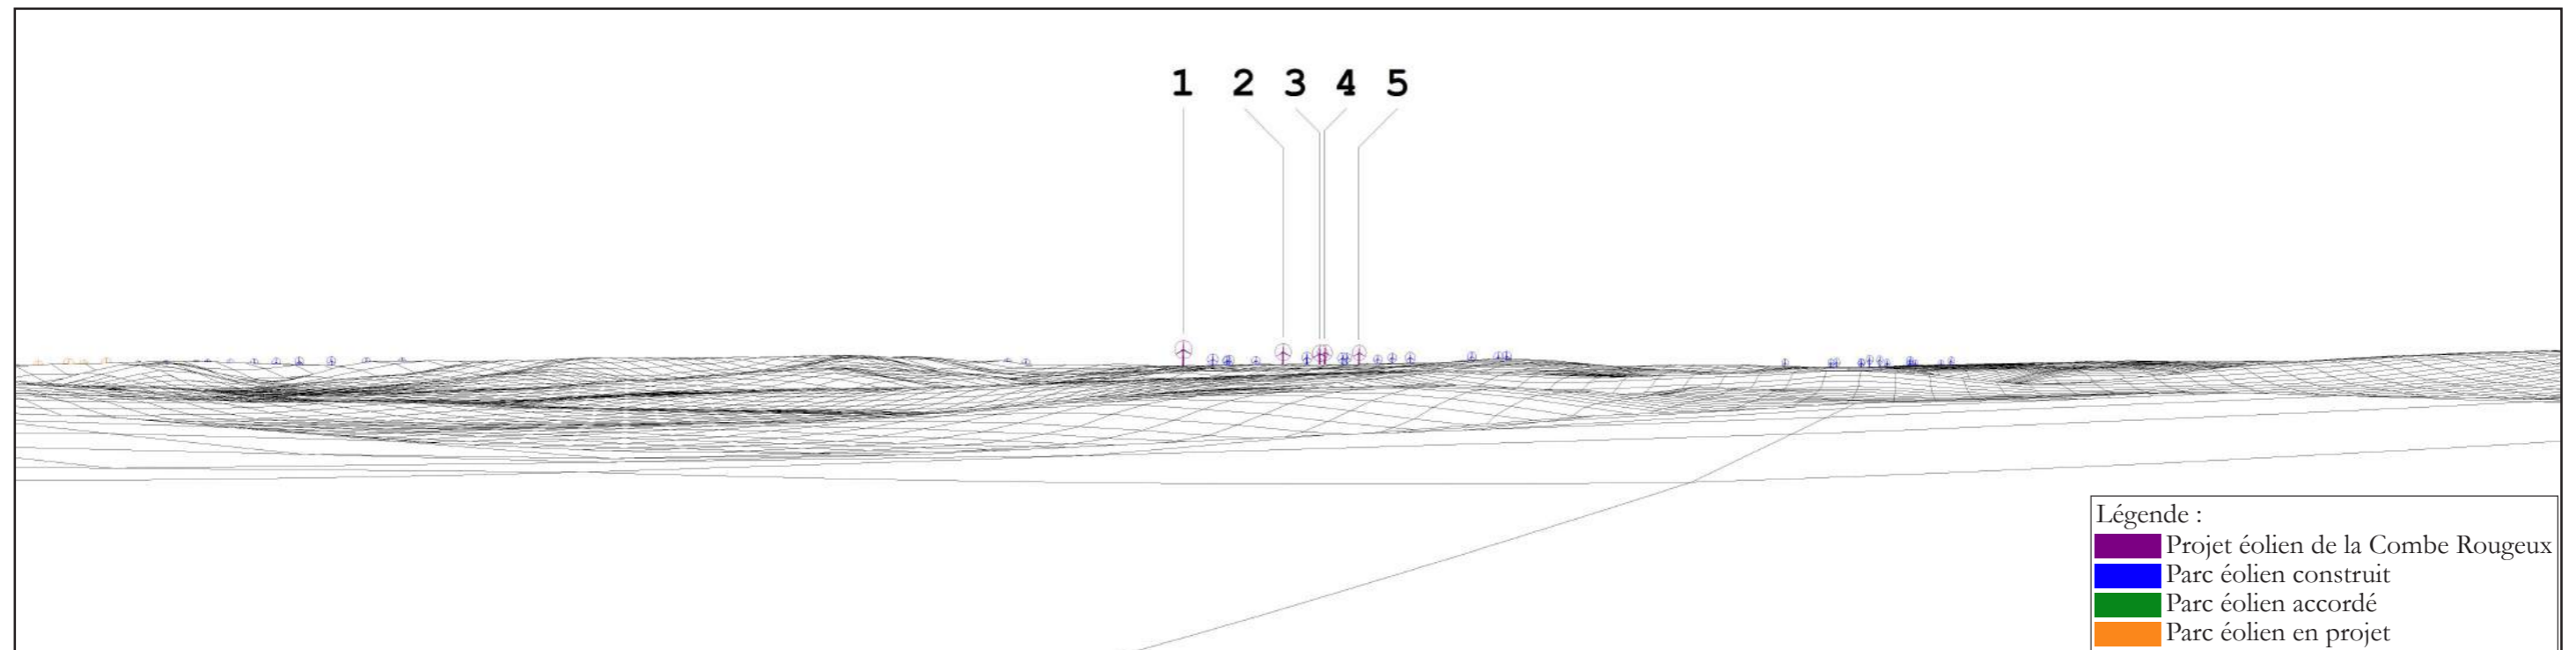 1 2 3 4 5
Légende :
Projet éolien de la Combe Rougeux
Parc éolien construit
Parc éolien accordé
Parc éolien en projet